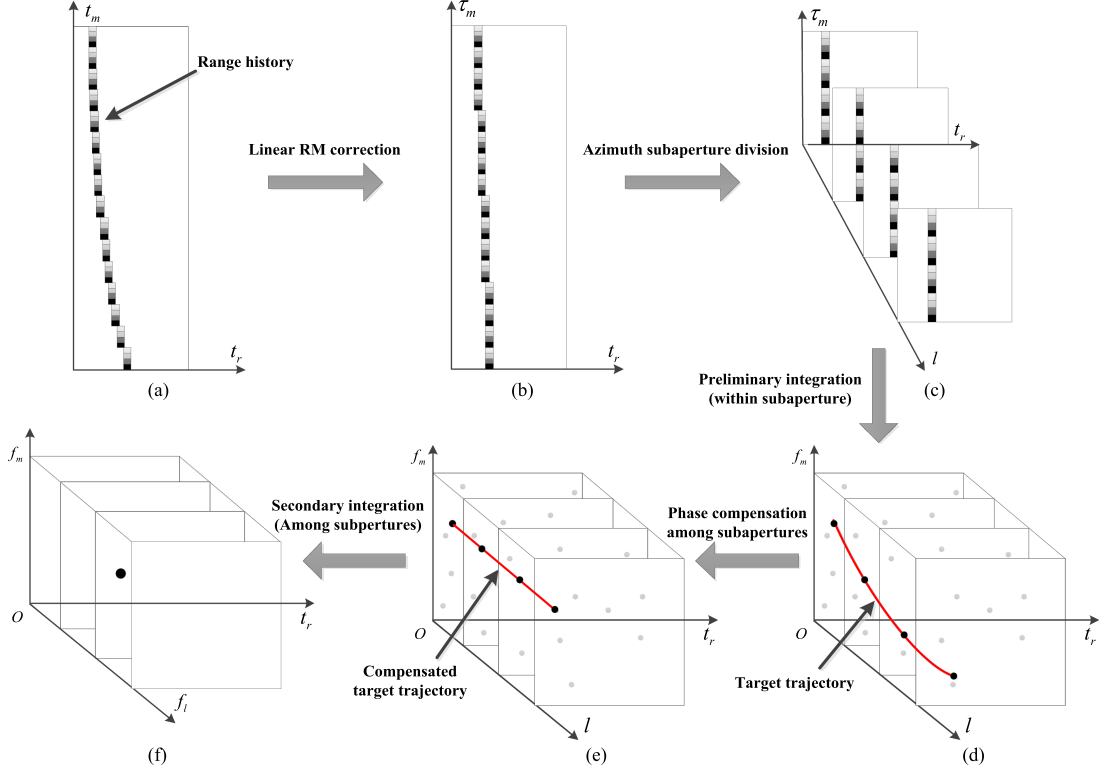 t_m
Range history
Linear RM correction
t_r
(a)
τ_m
t_r
(b)
Azimuth subaperture division
τ_m
t_r
l
(c)
Preliminary integration
(within subaperture)
f_m
O
t_r
l
Target trajectory
(d)
Phase compensation
among subapertures
f_m
O
t_r
l
Compensated
target trajectory
(e)
Secondary integration
(Among subpertures)
f_m
O
t_r
f_l
(f)